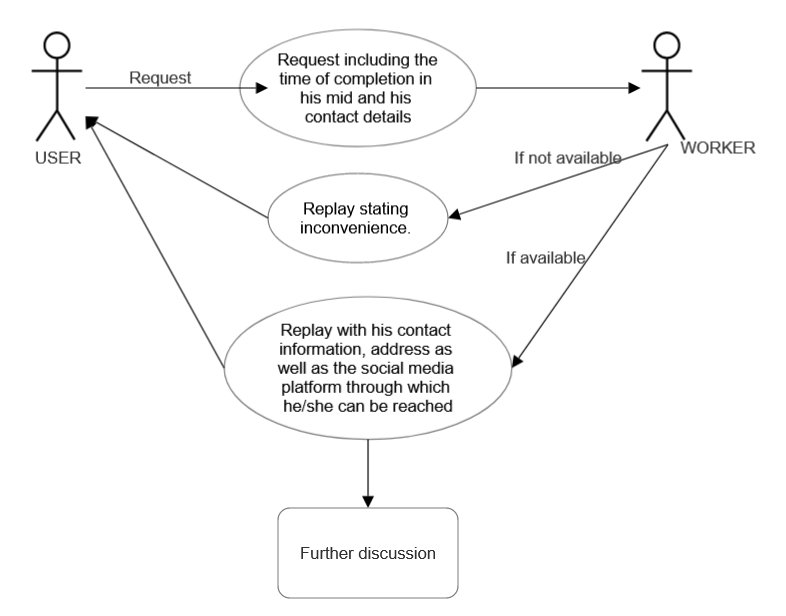 Request including the
time of completion in
his mid and his
contact details
Request
USER
WORKER
If not available
Replay stating
inconvenience.
If available
Replay with his contact
information, address as
well as the social media
platform through which
he/she can be reached
Further discussion